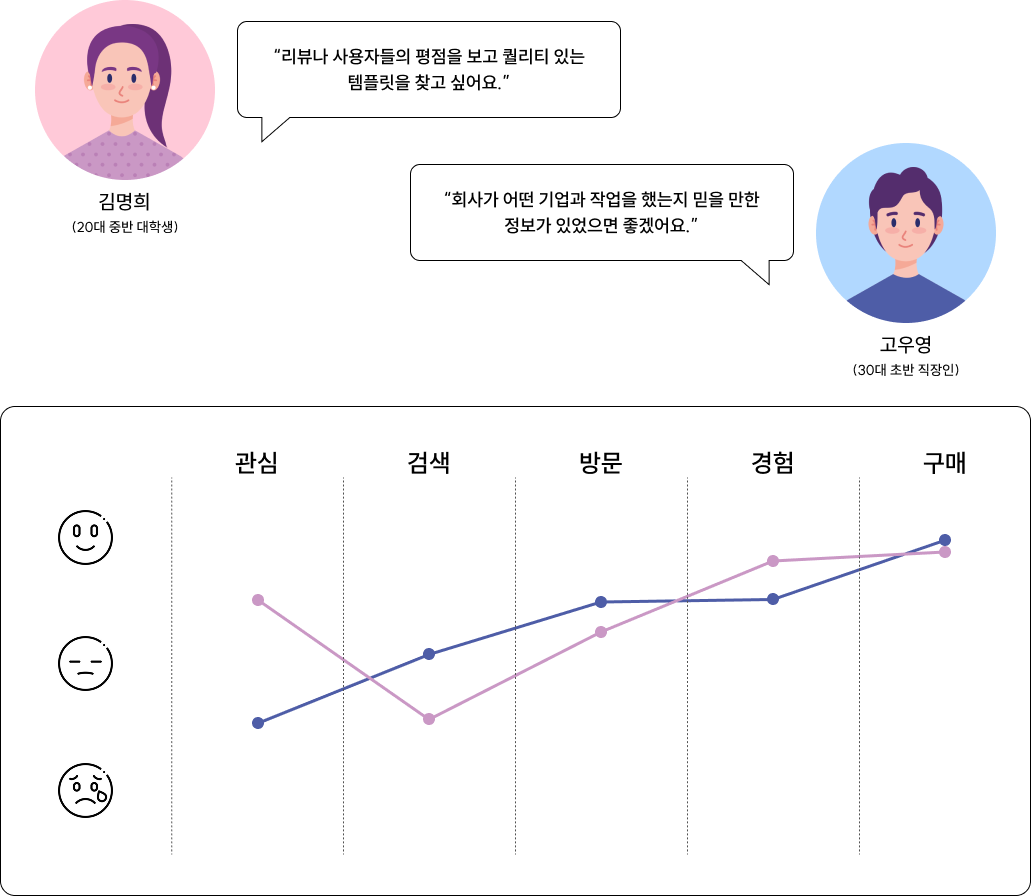 “리뷰나 사용자들의 평점을 보고 퀄리티 있는
템플릿을 찾고 싶어요.”
김명희
(20대 중반 대학생)
“회사가 어떤 기업과 작업을 했는지 믿을 만한
정보가 있었으면 좋겠어요.”
고우영
(30대 초반 직장인)
관심 검색 방문 경험 구매